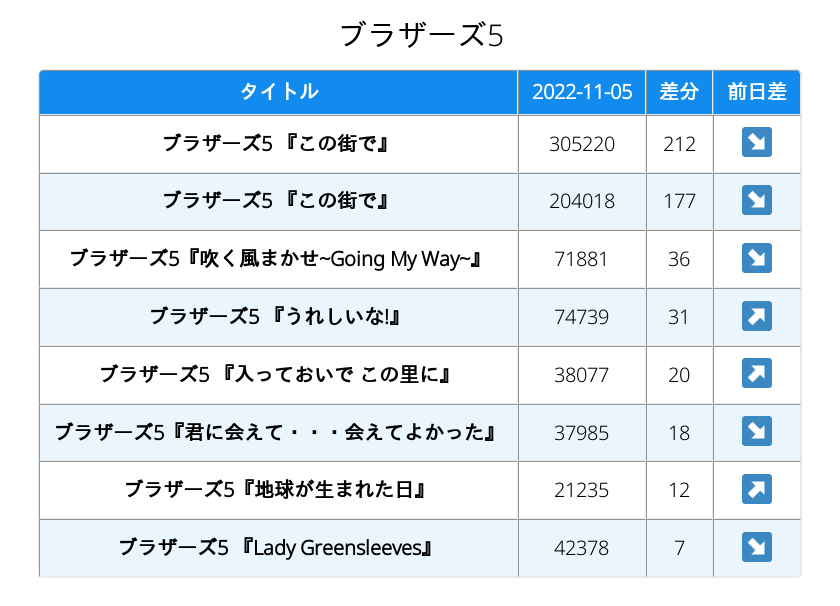 ブラザーズ5
タイトル 2022-11-05 差分 前日差
ブラザーズ5 『この街で』 305220 212 ↘
ブラザーズ5 『この街で』 204018 177 ↘
ブラザーズ5『吹く風まかせ~Going My Way~』 71881 36 ↘
ブラザーズ5 『うれしいな!』 74739 31 ↗
ブラザーズ5 『入っておいで この里に』 38077 20 ↗
ブラザーズ5『君に会えて・・・会えてよかった』 37985 18 ↘
ブラザーズ5『地球が生まれた日』 21235 12 ↗
ブラザーズ5 『Lady Greensleeves』 42378 7 ↘